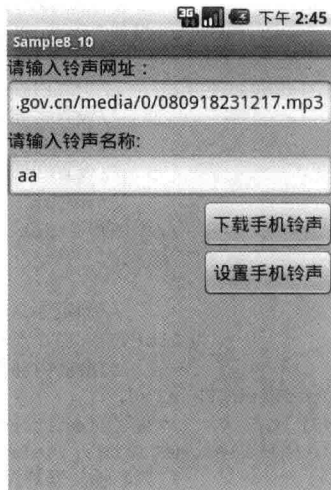 3G 下午 2:45
Sample8_10
请输入铃声网址：
.gov.cn/media/0/080918231217.mp3
请输入铃声名称:
aa
下载手机铃声
设置手机铃声